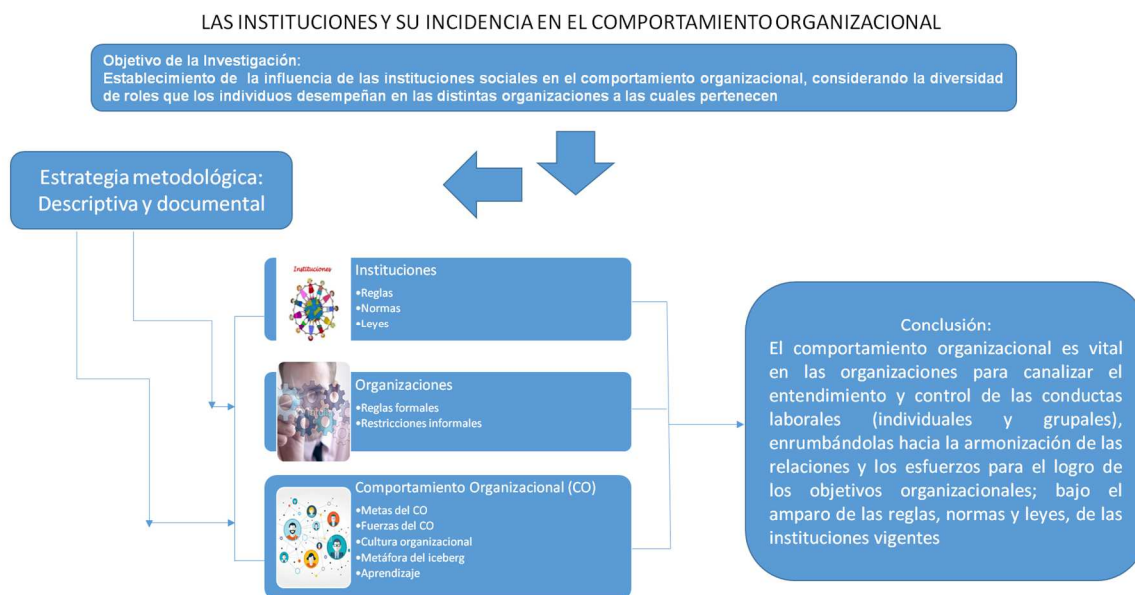 LAS INSTITUCIONES Y SU INCIDENCIA EN EL COMPORTAMIENTO ORGANIZACIONAL
Objetivo de la Investigación:
Establecimiento de la influencia de las instituciones sociales en el comportamiento organizacional, considerando la diversidad
de roles que los individuos desempeñan en las distintas organizaciones a las cuales pertenecen
Estrategia metodológica:
Descriptiva y documental
Instituciones
Instituciones
•Reglas
•Normas
•Leyes
Organizaciones
•Reglas formales
•Restricciones informales
Comportamiento Organizacional (CO)
•Metas del CO
•Fuerzas del CO
•Cultura organizacional
•Metáfora del iceberg
•Aprendizaje
Conclusión:
El comportamiento organizacional es vital
en las organizaciones para canalizar el
entendimiento y control de las conductas
laborales (individuales y grupales),
enrumbándolas hacia la armonización de las
relaciones y los esfuerzos para el logro de
los objetivos organizacionales; bajo el
amparo de las reglas, normas y leyes, de las
instituciones vigentes